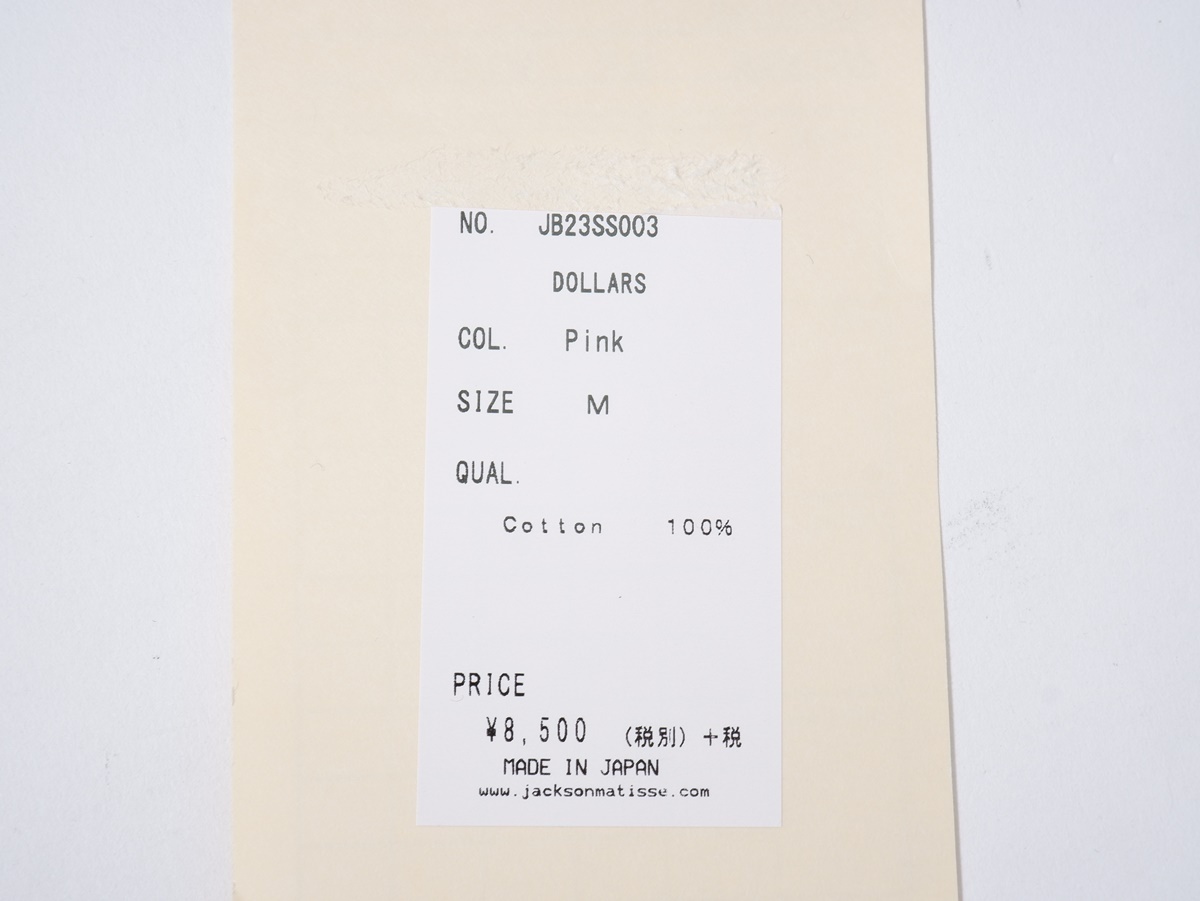 NO. JB23SS003
DOLLARS
COL. Pink
SIZE M
QUAL.
Cotton 100%
PRICE
¥8,500 (税別)+税
MADE IN JAPAN
www.jacksonmatisse.com